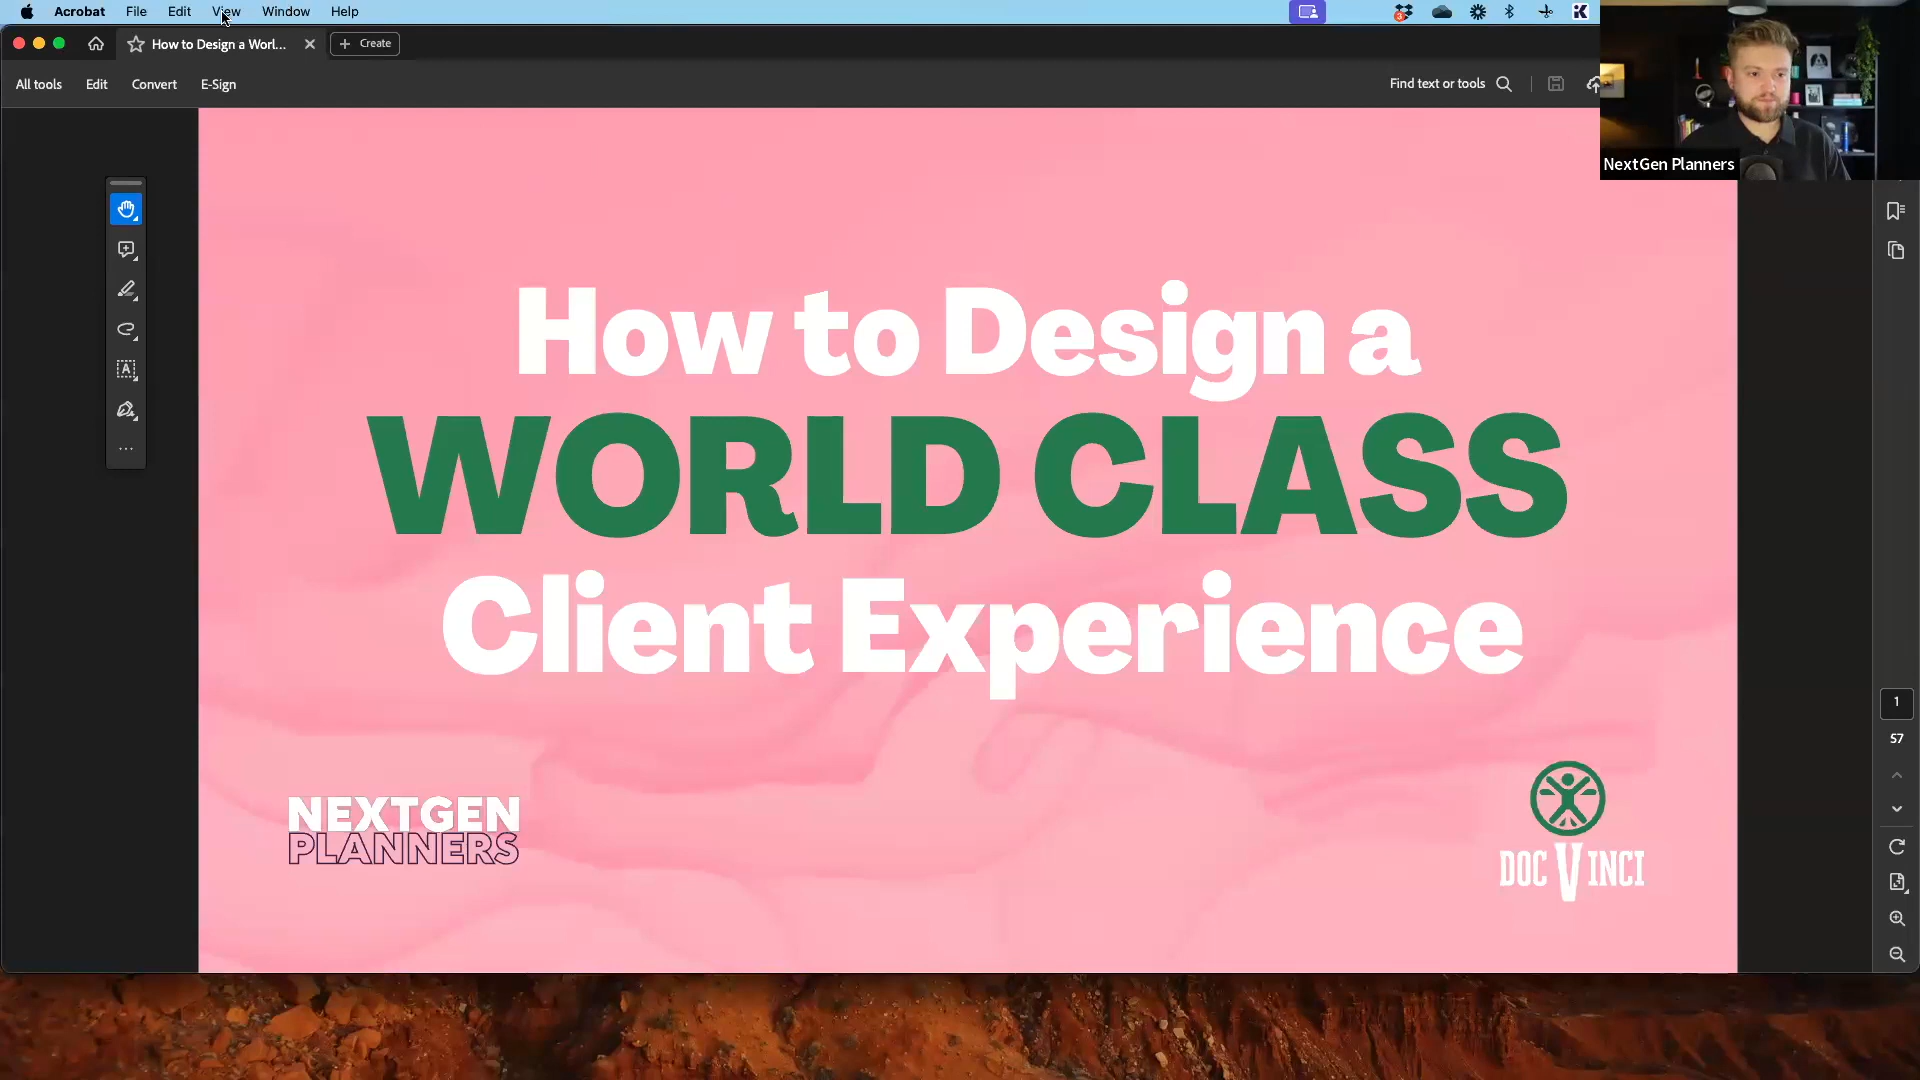 Acrobat File Edit View Window Help
How to Design a Worl... Create
All tools Edit Convert E-Sign Find text or tools
NextGen Planners
How to Design a
WORLD CLASS
Client Experience
NEXTGEN
PLANNERS
DOC VINCI
1
57